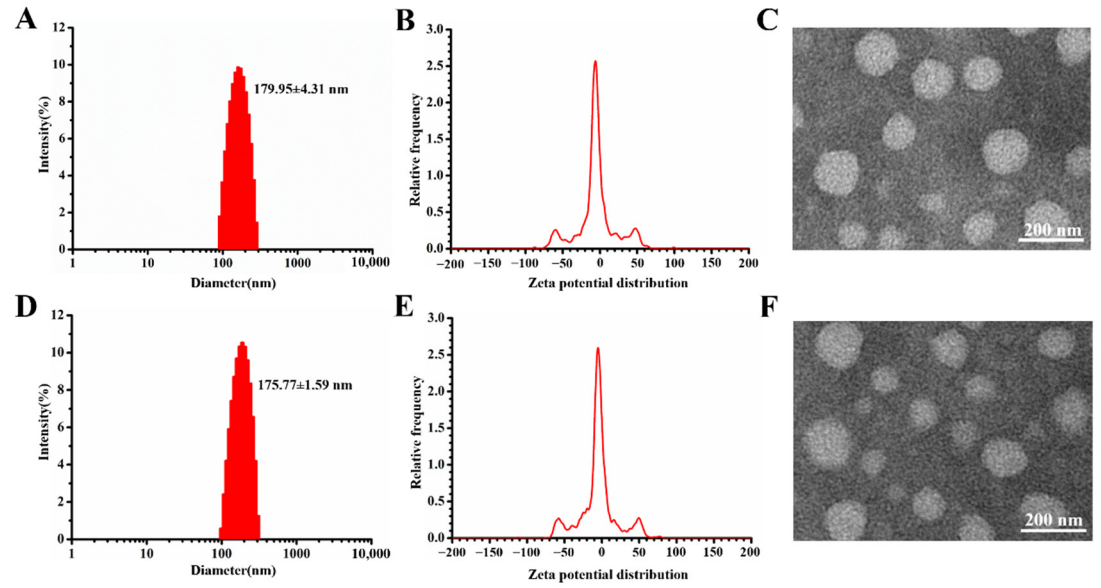 A
12
10
8
6
4
2
0
Intensity(%)
179.95±4.31 nm
1 10 100 1000 10,000
Diameter(nm)
B
3.0
2.5
2.0
1.5
1.0
0.5
0.0
Relative frequency
−200 −150 −100 −50 0 50 100 150 200
Zeta potential distribution
C
200 nm
D
12
10
8
6
4
2
0
Intensity(%)
175.77±1.59 nm
1 10 100 1000 10,000
Diameter(nm)
E
3.0
2.5
2.0
1.5
1.0
0.5
0.0
Relative frequency
−200 −150 −100 −50 0 50 100 150 200
Zeta potential distribution
F
200 nm